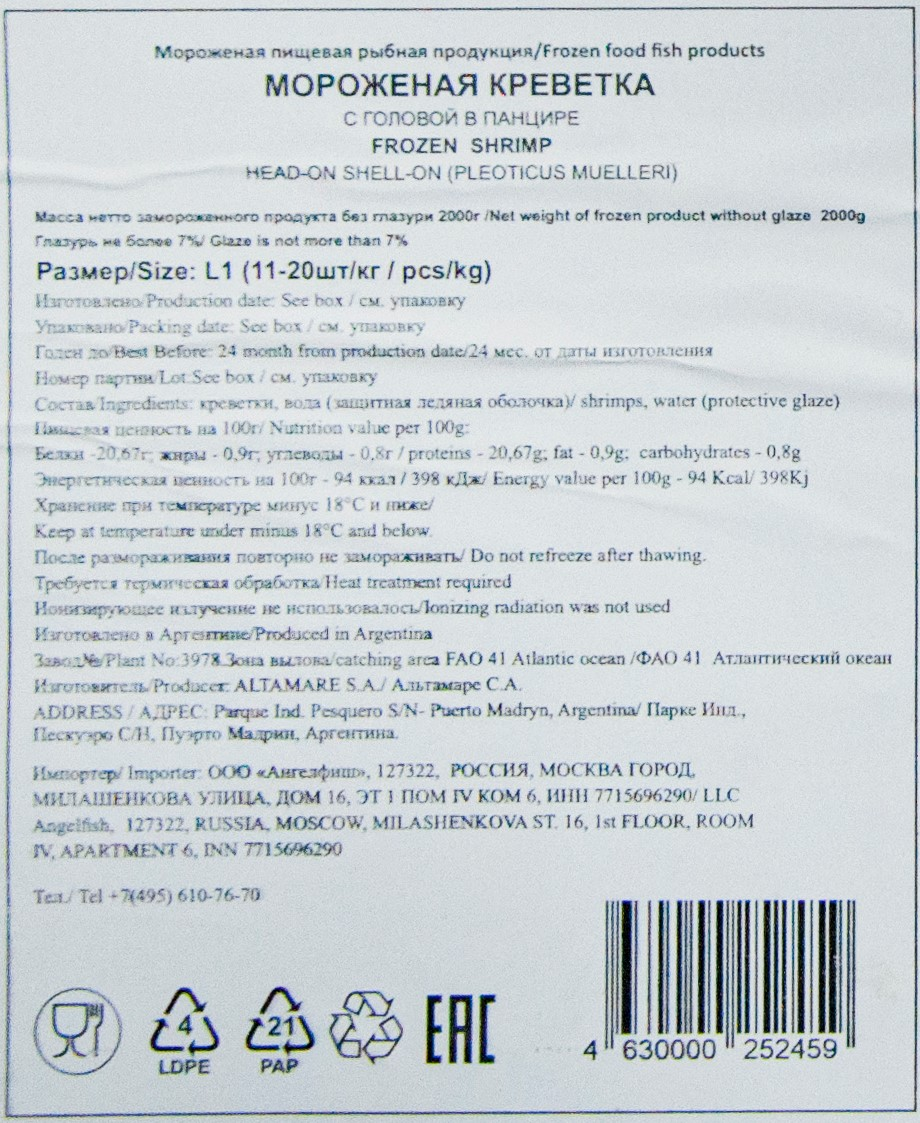 Мороженая пищевая рыбная продукция/Frozen food fish products
МОРОЖЕНАЯ КРЕВЕТКА
С ГОЛОВОЙ В ПАНЦИРЕ
FROZEN SHRIMP
HEAD-ON SHELL-ON (PLEOTICUS MUELLERI)
Масса нетто замороженного продукта без глазури 2000г /Net weight of frozen product without glaze 2000g
Глазурь не более 7%/ Glaze is not more than 7%
Размер/Size: L1 (11-20шт/кг / pcs/kg)
Изготовлено/Production date: See box / см. упаковку
Упаковано/Packing date: See box / см. упаковку
Годен до/Best Before: 24 month from production date/24 мес. от даты изготовления
Номер партии/Lot:See box / см. упаковку
Состав/Ingredients: креветки, вода (защитная ледяная оболочка)/ shrimps, water (protective glaze)
Пищевая ценность на 100г/ Nutrition value per 100g:
Белки -20,67г; жиры - 0,9г; углеводы - 0,8г / proteins - 20,67g; fat - 0,9g; carbohydrates - 0,8g
Энергетическая ценность на 100г - 94 ккал / 398 кДж/ Energy value per 100g - 94 Kcal/ 398Kj
Хранение при температуре минус 18°C и ниже/
Keep at temperature under minus 18°C and below.
После размораживания повторно не замораживать/ Do not refreeze after thawing.
Требуется термическая обработка/Heat treatment required
Ионизирующее излучение не использовалось/Ionizing radiation was not used
Изготовлено в Аргентине/Produced in Argentina
Завод№/Plant No:3978.Зона вылова/catching area FAO 41 Atlantic ocean /ФАО 41 Атлантический океан
Изготовитель/Producer: ALTAMARE S.A./ Альтамаре С.А.
ADDRESS / АДРЕС: Parque Ind. Pesquero S/N- Puerto Madryn, Argentina/ Парке Инд.,
Пескуэро С/Н, Пуэрто Мадрин, Аргентина.
Импортер/ Importer: ООО «Ангелфиш», 127322, РОССИЯ, МОСКВА ГОРОД,
МИЛАШЕНКОВА УЛИЦА, ДОМ 16, ЭТ 1 ПОМ IV КОМ 6, ИНН 7715696290/ LLC
Angelfish, 127322, RUSSIA, MOSCOW, MILASHENKOVA ST. 16, 1st FLOOR, ROOM
IV, APARTMENT 6, INN 7715696290
Тел./ Tel +7(495) 610-76-70
4 21 EAC
LDPE PAP
4 630000 252459